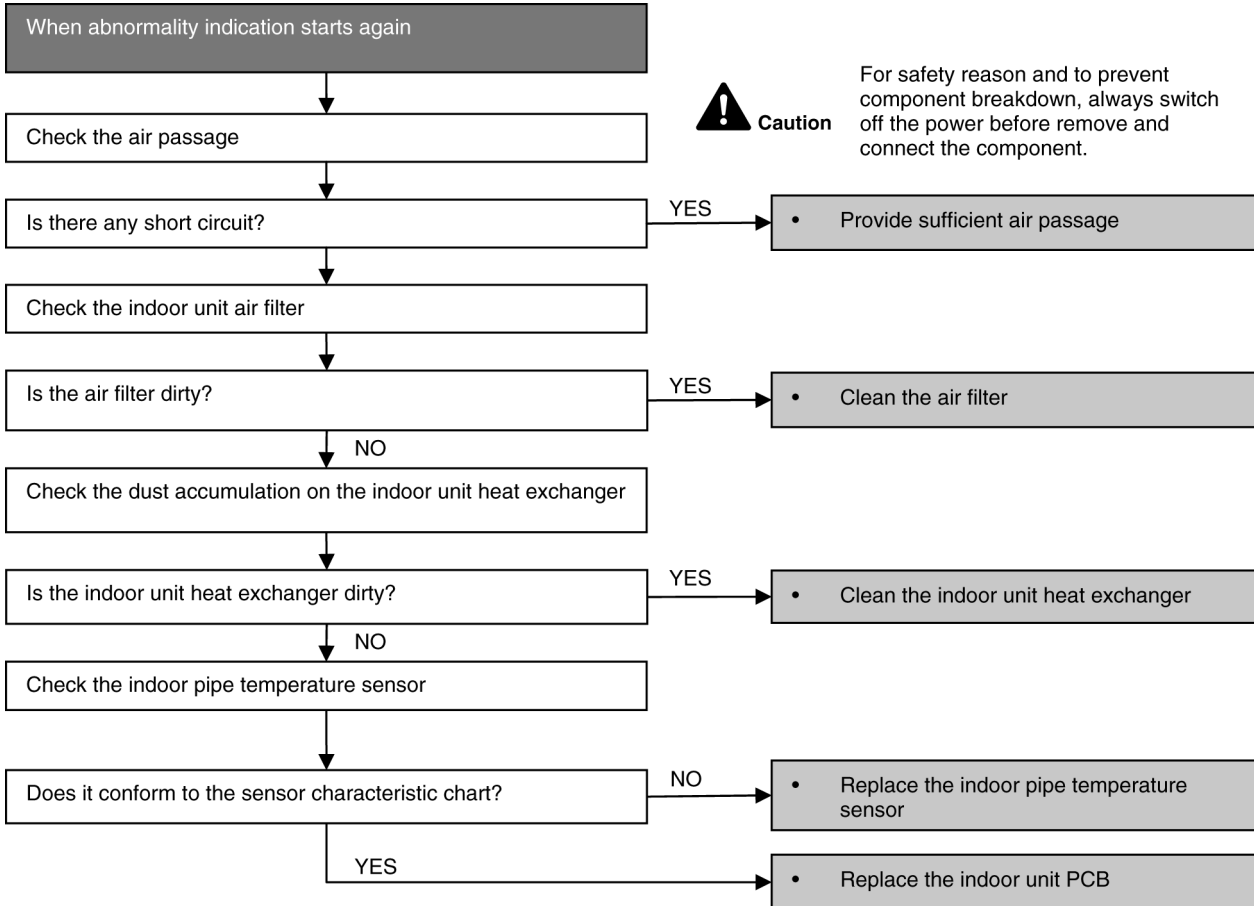 When abnormality indication starts again
Caution
For safety reason and to prevent
component breakdown, always switch
off the power before remove and
connect the component.
Check the air passage
Is there any short circuit?
YES
• Provide sufficient air passage
Check the indoor unit air filter
Is the air filter dirty?
YES
• Clean the air filter
NO
Check the dust accumulation on the indoor unit heat exchanger
Is the indoor unit heat exchanger dirty?
YES
• Clean the indoor unit heat exchanger
NO
Check the indoor pipe temperature sensor
Does it conform to the sensor characteristic chart?
NO
• Replace the indoor pipe temperature
sensor
YES
• Replace the indoor unit PCB